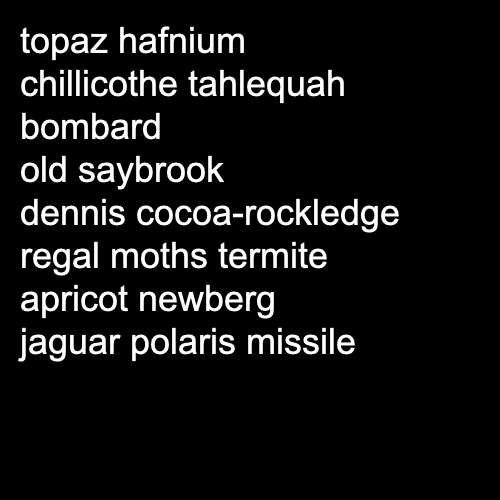 topaz hafnium
chillicothe tahlequah
bombard
old saybrook
dennis cocoa-rockledge
regal moths termite
apricot newberg
jaguar polaris missile